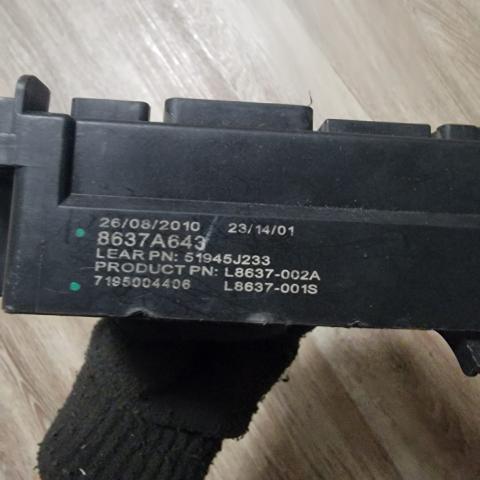 26/08/2010 23/14/01
8637A643
LEAR PN: 51945J233
PRODUCT PN: L8637-002A
7195004406 L8637-001S